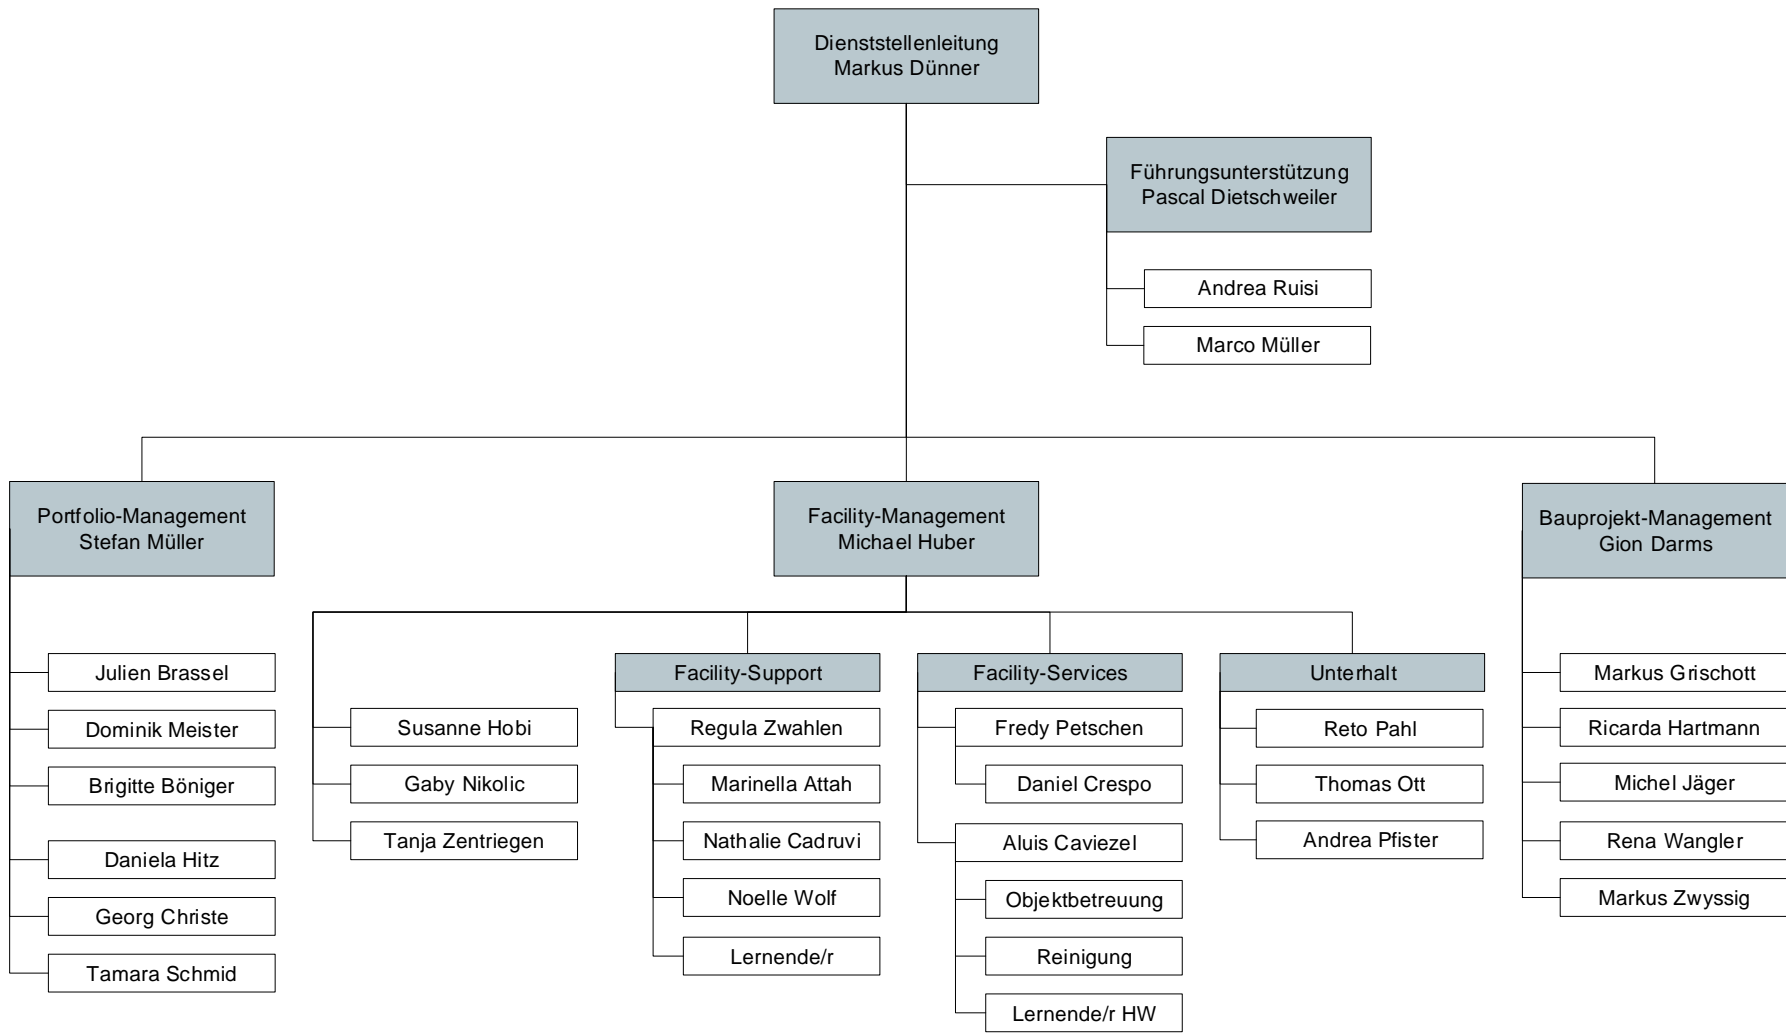 Dienststellenleitung
Markus Dünner
Führungsunterstützung
Pascal Dietschweiler
Andrea Ruisi
Marco Müller
Portfolio-Management
Stefan Müller
Julien Brassel
Dominik Meister
Brigitte Böniger
Daniela Hitz
Georg Christe
Tamara Schmid
Facility-Management
Michael Huber
Susanne Hobi
Gaby Nikolic
Tanja Zentriegen
Facility-Support
Regula Zwahlen
Marinella Attah
Nathalie Cadruvi
Noelle Wolf
Lernende/r
Facility-Services
Fredy Petschen
Daniel Crespo
Aluis Caviezel
Objektbetreuung
Reinigung
Lernende/r HW
Unterhalt
Reto Pahl
Thomas Ott
Andrea Pfister
Bauprojekt-Management
Gion Darms
Markus Grischott
Ricarda Hartmann
Michel Jäger
Rena Wangler
Markus Zwyssig